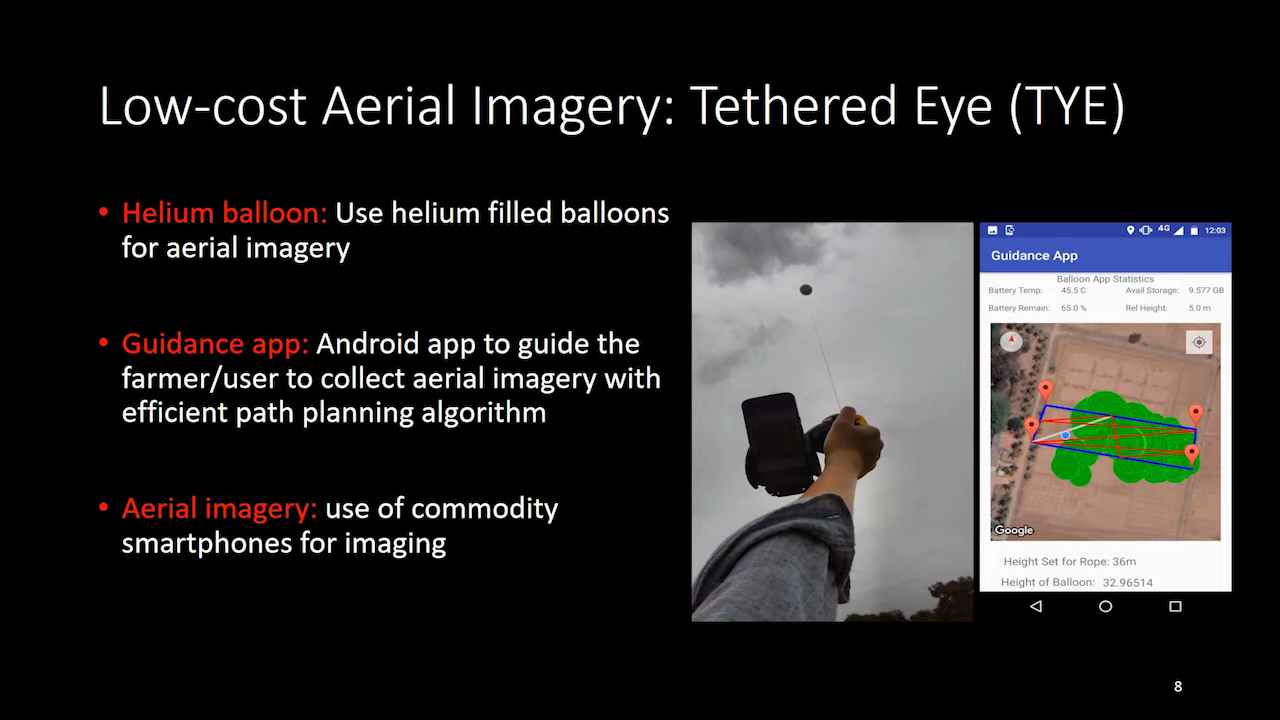 Low-cost Aerial Imagery: Tethered Eye (TYE)
• Helium balloon: Use helium filled balloons
for aerial imagery
• Guidance app: Android app to guide the
farmer/user to collect aerial imagery with
efficient path planning algorithm
• Aerial imagery: use of commodity
smartphones for imaging
4G 12:03
Guidance App
Balloon App Statistics
Battery Temp: 45.5 C Avail Storage: 9.577 GB
Battery Remain: 65.0 % Rel Height: 5.0 m
Google
Height Set for Rope: 36m
Height of Balloon: 32.96514
8